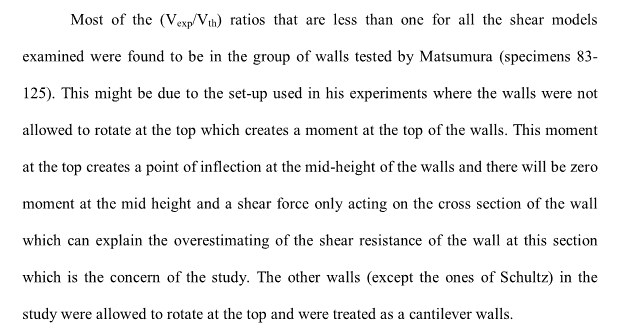 Most of the (Vexp/Vth) ratios that are less than one for all the shear models
examined were found to be in the group of walls tested by Matsumura (specimens 83-
125). This might be due to the set-up used in his experiments where the walls were not
allowed to rotate at the top which creates a moment at the top of the walls. This moment
at the top creates a point of inflection at the mid-height of the walls and there will be zero
moment at the mid height and a shear force only acting on the cross section of the wall
which can explain the overestimating of the shear resistance of the wall at this section
which is the concern of the study. The other walls (except the ones of Schultz) in the
study were allowed to rotate at the top and were treated as a cantilever walls.